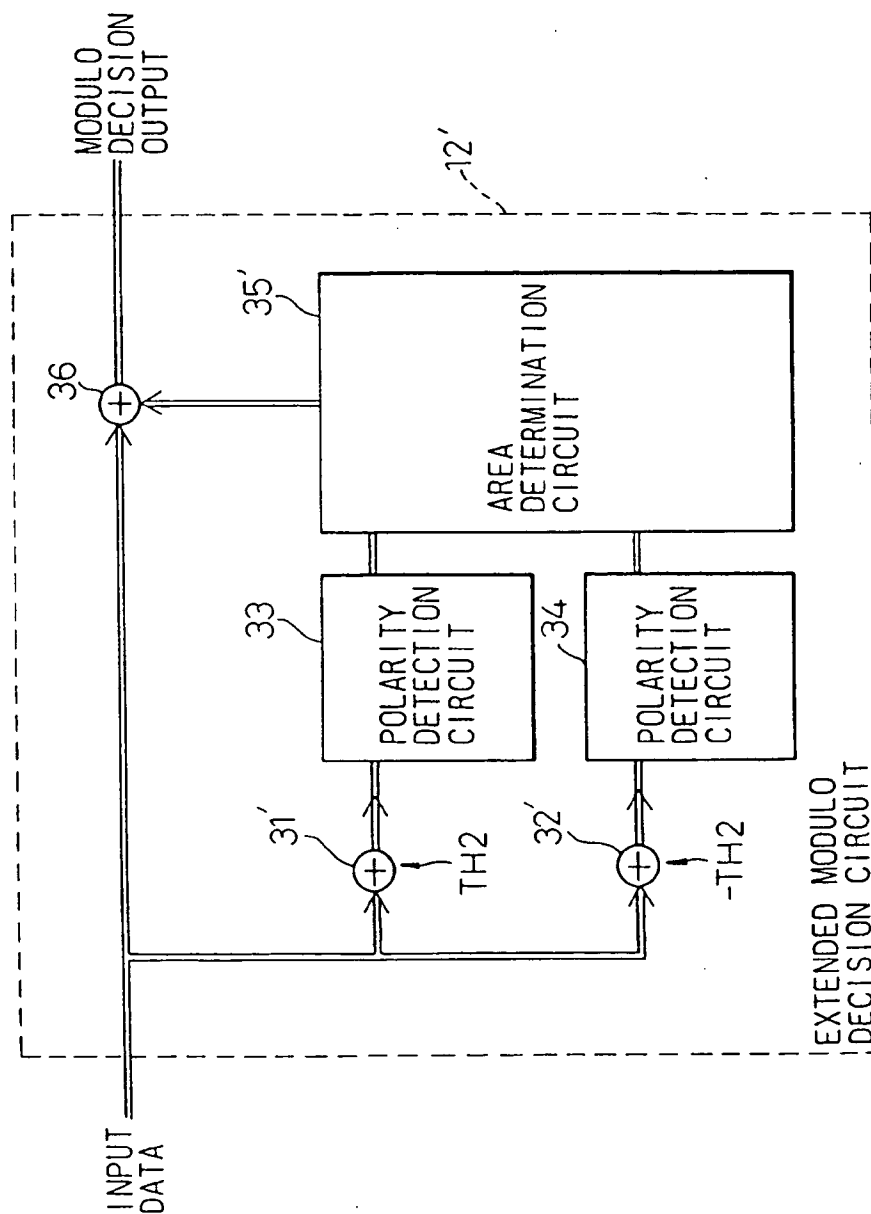 INPUT
DATA
MODULO
DECISION
OUTPUT
36
12'
35'
AREA
DETERMINATION
CIRCUIT
33
POLARITY
DETECTION
CIRCUIT
31'
TH2
34
POLARITY
DETECTION
CIRCUIT
32'
-TH2
EXTENDED MODULO
DECISION CIRCUIT